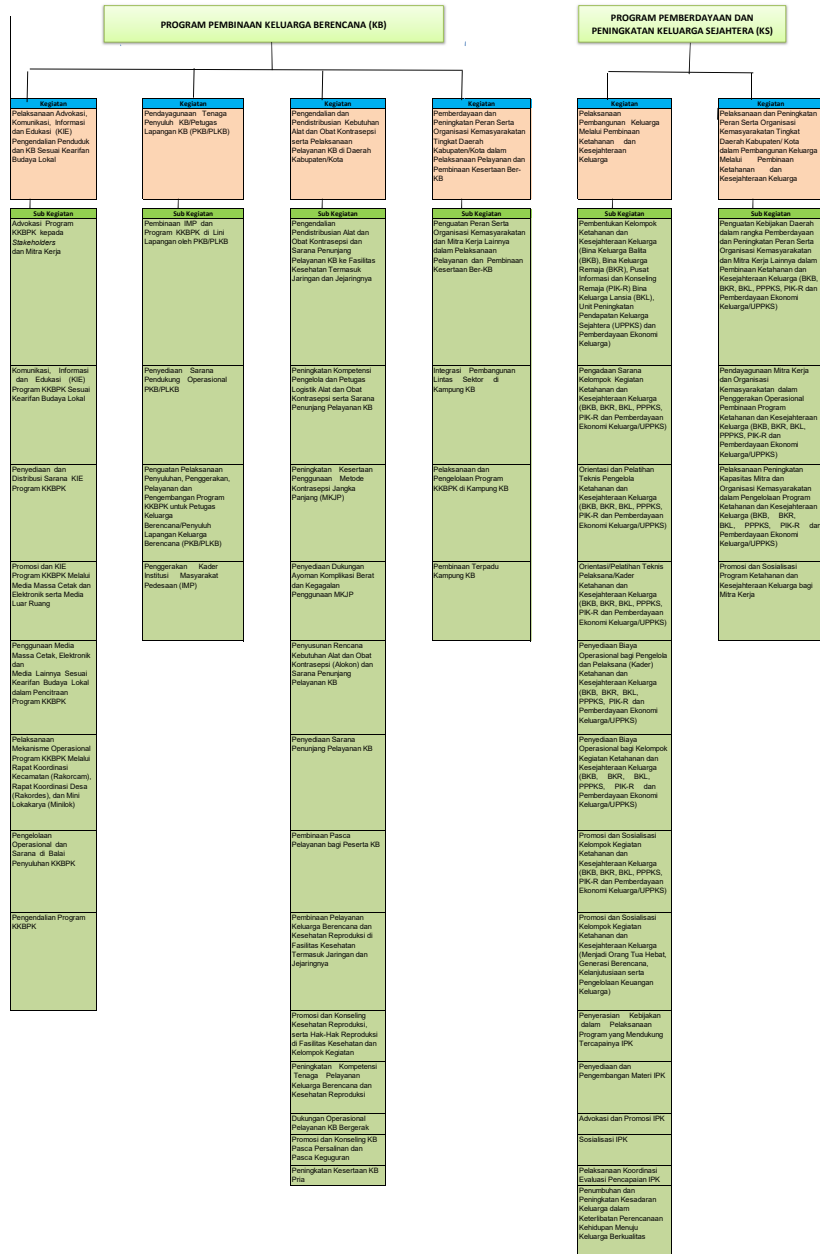 PROGRAM PEMBINAAN KELUARGA BERENCANA (KB)
PROGRAM PEMBERDAYAAN DAN
PENINGKATAN KELUARGA SEJAHTERA (KS)
Kegiatan
Pelaksanaan Advokasi,
Komunikasi, Informasi
dan Edukasi (KIE)
Pengendalian Penduduk
dan KB Sesuai Kearifan
Budaya Lokal
Kegiatan
Pendayagunaan Tenaga
Penyuluh KB/Petugas
Lapangan KB (PKB/PLKB)
Kegiatan
Pengendalian dan
Pendistribusian Kebutuhan
Alat dan Obat Kontrasepsi
serta Pelaksanaan
Pelayanan KB di Daerah
Kabupaten/Kota
Kegiatan
Pemberdayaan dan
Peningkatan Peran Serta
Organisasi Kemasyarakatan
Tingkat Daerah
Kabupaten/Kota dalam
Pelaksanaan Pelayanan dan
Pembinaan Kesertaan Ber-
KB
Kegiatan
Pelaksanaan
Pembangunan Keluarga
Melalui Pembinaan
Ketahanan dan
Kesejahteraan
Keluarga
Kegiatan
Pelaksanaan dan Peningkatan
Peran Serta Organisasi
Kemasyarakatan Tingkat
Daerah Kabupaten/ Kota
dalam Pembangunan Keluarga
Melalui Pembinaan
Ketahanan dan
Kesejahteraan Keluarga
Sub Kegiatan
Advokasi Program
KKBPK kepada
Stakeholders
dan Mitra Kerja
Komunikasi, Informasi
dan Edukasi (KIE)
Program KKBPK Sesuai
Kearifan Budaya Lokal
Penyediaan dan
Distribusi Sarana KIE
Program KKBPK
Promosi dan KIE
Program KKBPK Melalui
Media Massa Cetak dan
Elektronik serta Media
Luar Ruang
Penggunaan Media
Massa Cetak, Elektronik
dan
Media Lainnya Sesuai
Kearifan Budaya Lokal
dalam Pencitraan
Program KKBPK
Pelaksanaan
Mekanisme Operasional
Program KKBPK Melalui
Rapat Koordinasi
Kecamatan (Rakorcam),
Rapat Koordinasi Desa
(Rakordes), dan Mini
Lokakarya (Minilok)
Pengelolaan
Operasional dan
Sarana di Balai
Penyuluhan KKBPK
Pengendalian Program
KKBPK
Sub Kegiatan
Pembinaan IMP dan
Program KKBPK di Lini
Lapangan oleh PKB/PLKB
Penyediaan Sarana
Pendukung Operasional
PKB/PLKB
Penguatan Pelaksanaan
Penyuluhan, Penggerakan,
Pelayanan dan
Pengembangan Program
KKBPK untuk Petugas
Keluarga
Berencana/Penyuluh
Lapangan Keluarga
Berencana (PKB/PLKB)
Penggerakan Kader
Institusi Masyarakat
Pedesaan (IMP)
Sub Kegiatan
Pengendalian
Pendistribusian Alat dan
Obat Kontrasepsi dan
Sarana Penunjang
Pelayanan KB ke Fasilitas
Kesehatan Termasuk
Jaringan dan Jejaringnya
Peningkatan Kompetensi
Pengelola dan Petugas
Logistik Alat dan Obat
Kontrasepsi serta Sarana
Penunjang Pelayanan KB
Peningkatan Kesertaan
Penggunaan Metode
Kontrasepsi Jangka
Panjang (MKJP)
Penyediaan Dukungan
Ayoman Komplikasi Berat
dan Kegagalan
Penggunaan MKJP
Penyusunan Rencana
Kebutuhan Alat dan Obat
Kontrasepsi (Alokon) dan
Sarana Penunjang
Pelayanan KB
Penyediaan Sarana
Penunjang Pelayanan KB
Pembinaan Pasca
Pelayanan bagi Peserta KB
Pembinaan Pelayanan
Keluarga Berencana dan
Kesehatan Reproduksi di
Fasilitas Kesehatan
Termasuk Jaringan dan
Jejaringnya
Promosi dan Konseling
Kesehatan Reproduksi,
serta Hak-Hak Reproduksi
di Fasilitas Kesehatan dan
Kelompok Kegiatan
Peningkatan Kompetensi
Tenaga Pelayanan
Keluarga Berencana dan
Kesehatan Reproduksi
Dukungan Operasional
Pelayanan KB Bergerak
Promosi dan Konseling KB
Pasca Persalinan dan
Pasca Keguguran
Peningkatan Kesertaan KB
Pria
Sub Kegiatan
Penguatan Peran Serta
Organisasi Kemasyarakatan
dan Mitra Kerja Lainnya
dalam Pelaksanaan
Pelayanan dan Pembinaan
Kesertaan Ber-KB
Integrasi Pembangunan
Lintas Sektor di
Kampung KB
Pelaksanaan dan
Pengelolaan Program
KKBPK di Kampung KB
Pembinaan Terpadu
Kampung KB
Sub Kegiatan
Pembentukan Kelompok
Ketahanan dan
Kesejahteraan Keluarga
(Bina Keluarga Balita
(BKB), Bina Keluarga
Remaja (BKR), Pusat
Informasi dan Konseling
Remaja (PIK-R) Bina
Keluarga Lansia (BKL),
Unit Peningkatan
Pendapatan Keluarga
Sejahtera (UPPKS) dan
Pemberdayaan Ekonomi
Keluarga)
Pengadaan Sarana
Kelompok Kegiatan
Ketahanan dan
Kesejahteraan Keluarga
(BKB, BKR, BKL, PPPKS,
PIK-R dan Pemberdayaan
Ekonomi Keluarga/UPPKS)
Orientasi dan Pelatihan
Teknis Pengelola
Ketahanan dan
Kesejahteraan Keluarga
(BKB, BKR, BKL, PPPKS,
PIK-R dan Pemberdayaan
Ekonomi Keluarga/UPPKS)
Orientasi/Pelatihan Teknis
Pelaksana/Kader
Ketahanan dan
Kesejahteraan Keluarga
(BKB, BKR, BKL, PPPKS,
PIK-R dan Pemberdayaan
Ekonomi Keluarga/UPPKS)
Penyediaan Biaya
Operasional bagi Pengelola
dan Pelaksana (Kader)
Ketahanan dan
Kesejahteraan Keluarga
(BKB, BKR, BKL,
PPPKS, PIK-R dan
Pemberdayaan Ekonomi
Keluarga/UPPKS)
Penyediaan Biaya
Operasional bagi Kelompok
Kegiatan Ketahanan dan
Kesejahteraan Keluarga
(BKB, BKR, BKL,
PPPKS, PIK-R dan
Pemberdayaan Ekonomi
Keluarga/UPPKS)
Promosi dan Sosialisasi
Kelompok Kegiatan
Ketahanan dan
Kesejahteraan Keluarga
(BKB, BKR, BKL, PPPKS,
PIK-R dan Pemberdayaan
Ekonomi Keluarga/UPPKS)
Promosi dan Sosialisasi
Kelompok Kegiatan
Ketahanan dan
Kesejahteraan Keluarga
(Menjadi Orang Tua Hebat,
Generasi Berencana,
Kelanjutusiaan serta
Pengelolaan Keuangan
Keluarga)
Penyerasian Kebijakan
dalam Pelaksanaan
Program yang Mendukung
Tercapainya IPK
Penyediaan dan
Pengembangan Materi IPK
Advokasi dan Promosi IPK
Sosialisasi IPK
Pelaksanaan Koordinasi
Evaluasi Pencapaian IPK
Penumbuhan dan
Peningkatan Kesadaran
Keluarga dalam
Keterlibatan Perencanaan
Kehidupan Menuju
Keluarga Berkualitas
Sub Kegiatan
Penguatan Kebijakan Daerah
dalam rangka Pemberdayaan
dan Peningkatan Peran Serta
Organisasi Kemasyarakatan
dan Mitra Kerja Lainnya dalam
Pembinaan Ketahanan dan
Kesejahteraan Keluarga (BKB,
BKR, BKL, PPPKS, PIK-R dan
Pemberdayaan Ekonomi
Keluarga/UPPKS)
Pendayagunaan Mitra Kerja
dan Organisasi
Kemasyarakatan dalam
Penggerakan Operasional
Pembinaan Program
Ketahanan dan Kesejahteraan
Keluarga (BKB, BKR, BKL,
PPPKS, PIK-R dan
Pemberdayaan Ekonomi
Keluarga/UPPKS)
Pelaksanaan Peningkatan
Kapasitas Mitra dan
Organisasi Kemasyarakatan
dalam Pengelolaan Program
Ketahanan dan Kesejahteraan
Keluarga (BKB, BKR,
BKL, PPPKS, PIK-R dan
Pemberdayaan Ekonomi
Keluarga/UPPKS)
Promosi dan Sosialisasi
Program Ketahanan dan
Kesejahteraan Keluarga bagi
Mitra Kerja